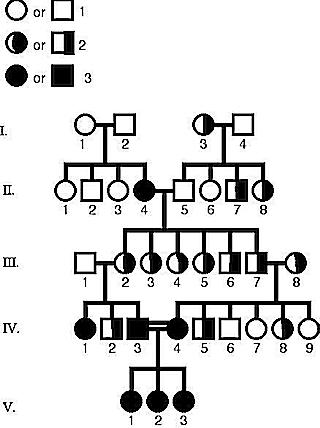 or 1
or 2
or 3
I.
1 2 3 4
II.
1 2 3 4 5 6 7 8
III.
1 2 3 4 5 6 7 8
IV.
1 2 3 4 5 6 7 8 9
V.
1 2 3